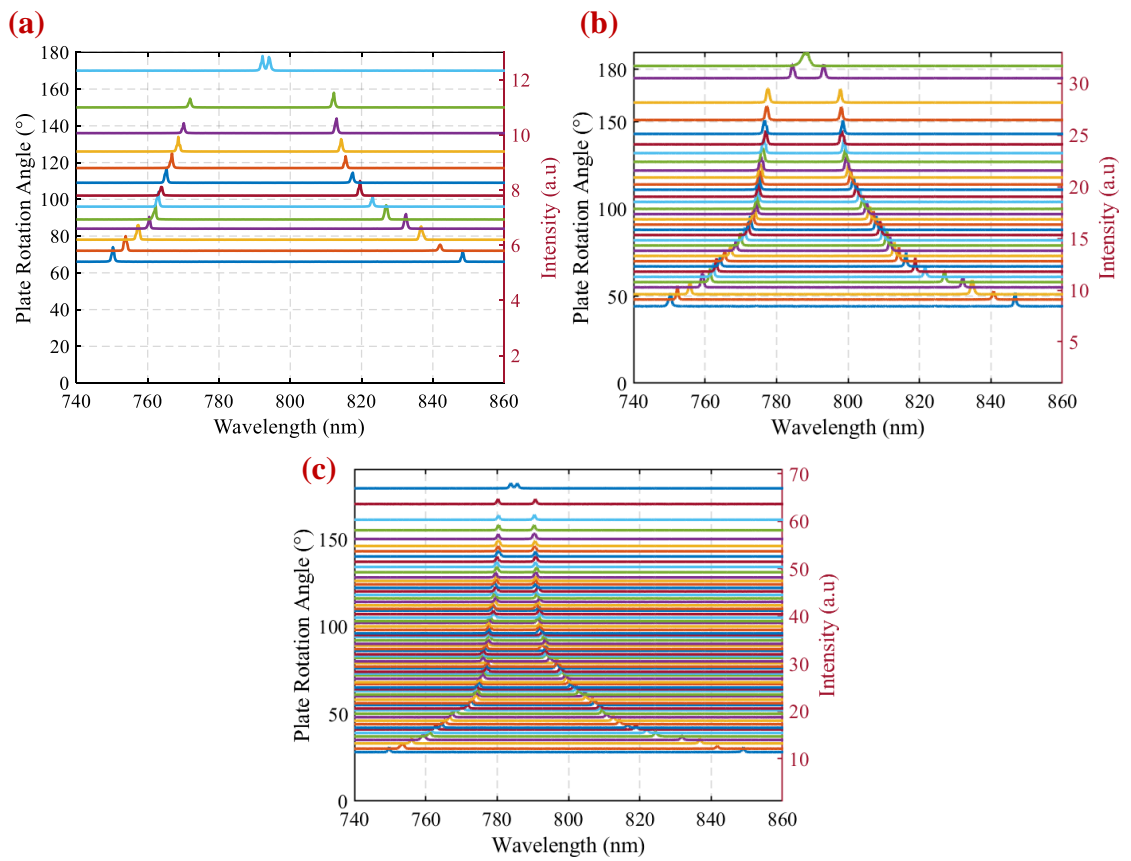 (a)
(b)
180
160
140
120
100
80
60
40
20
0
Plate Rotation Angle (°)
740 760 780 800 820 840 860
Wavelength (nm)
12
10
8
6
4
2
Intensity (a.u)
180
150
100
50
0
Plate Rotation Angle (°)
740 760 780 800 820 840 860
Wavelength (nm)
30
25
20
15
10
5
Intensity (a.u)
(c)
150
100
50
0
Plate Rotation Angle (°)
740 760 780 800 820 840 860
Wavelength (nm)
70
60
50
40
30
20
10
Intensity (a.u)